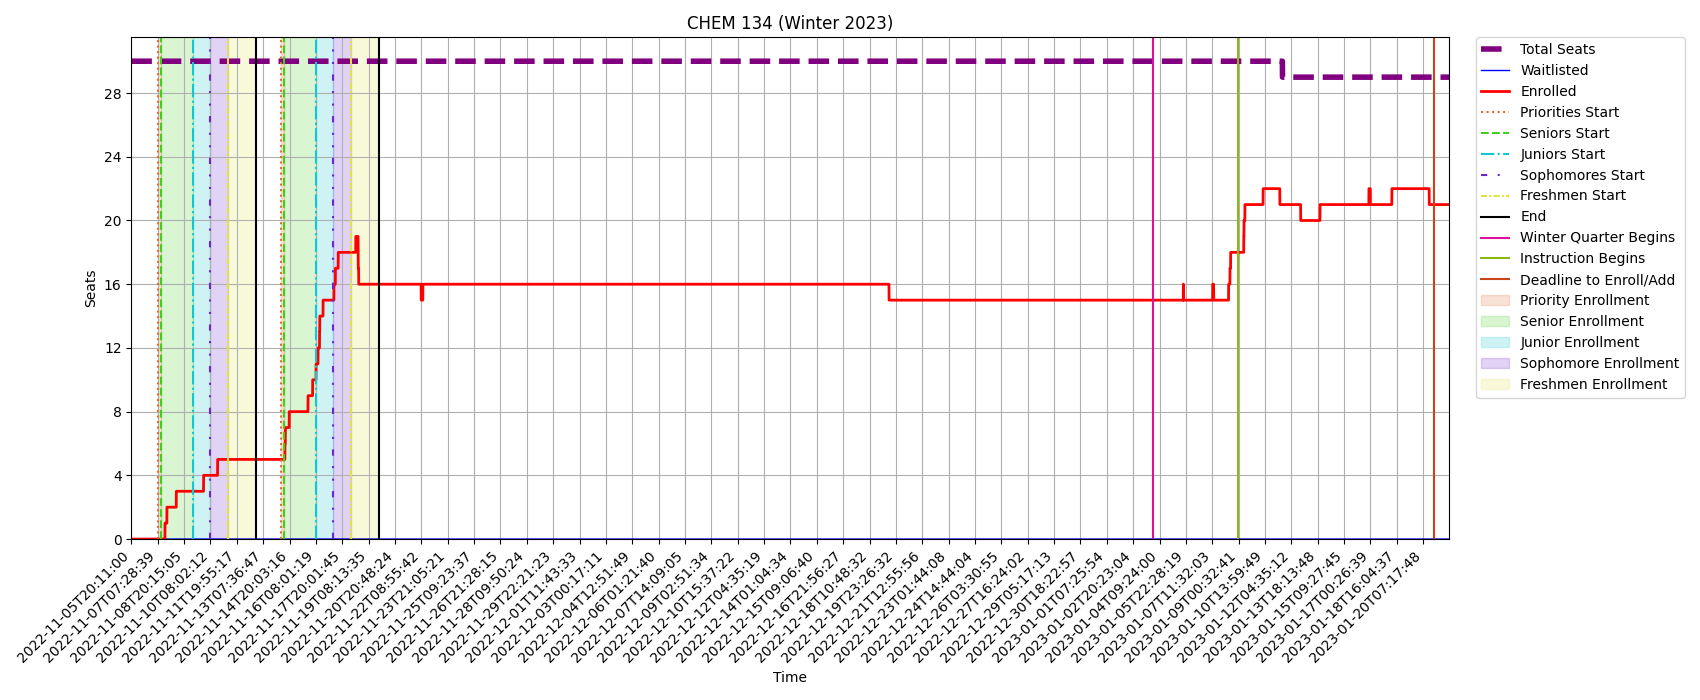 CHEM 134 (Winter 2023)
Seats
28
24
20
16
12
8
4
0
2022-11-05T20:11:00
2022-11-07T07:28:39
2022-11-08T20:15:05
2022-11-10T08:02:12
2022-11-11T19:55:17
2022-11-13T07:36:47
2022-11-14T20:03:16
2022-11-16T08:01:19
2022-11-17T20:01:45
2022-11-19T08:13:35
2022-11-20T20:48:24
2022-11-22T08:55:42
2022-11-23T21:05:21
2022-11-25T09:23:37
2022-11-26T21:28:15
2022-11-28T09:50:24
2022-11-29T22:21:23
2022-12-01T11:43:33
2022-12-03T00:17:11
2022-12-04T12:51:49
2022-12-06T01:21:40
2022-12-07T14:09:05
2022-12-09T02:51:34
2022-12-10T15:37:22
2022-12-12T04:35:19
2022-12-14T01:04:34
2022-12-15T09:06:40
2022-12-16T21:56:27
2022-12-18T10:48:32
2022-12-19T23:26:32
2022-12-21T12:55:56
2022-12-23T01:44:08
2022-12-24T14:44:04
2022-12-26T03:30:55
2022-12-27T16:24:02
2022-12-29T05:17:13
2022-12-30T18:22:57
2023-01-01T07:25:54
2023-01-02T20:23:04
2023-01-04T09:24:00
2023-01-05T22:28:19
2023-01-07T11:32:03
2023-01-09T00:32:41
2023-01-10T13:59:49
2023-01-12T04:35:12
2023-01-13T18:13:48
2023-01-15T09:27:45
2023-01-17T00:26:39
2023-01-18T16:04:37
2023-01-20T07:17:48
Time
Total Seats
Waitlisted
Enrolled
Priorities Start
Seniors Start
Juniors Start
Sophomores Start
Freshmen Start
End
Winter Quarter Begins
Instruction Begins
Deadline to Enroll/Add
Priority Enrollment
Senior Enrollment
Junior Enrollment
Sophomore Enrollment
Freshmen Enrollment